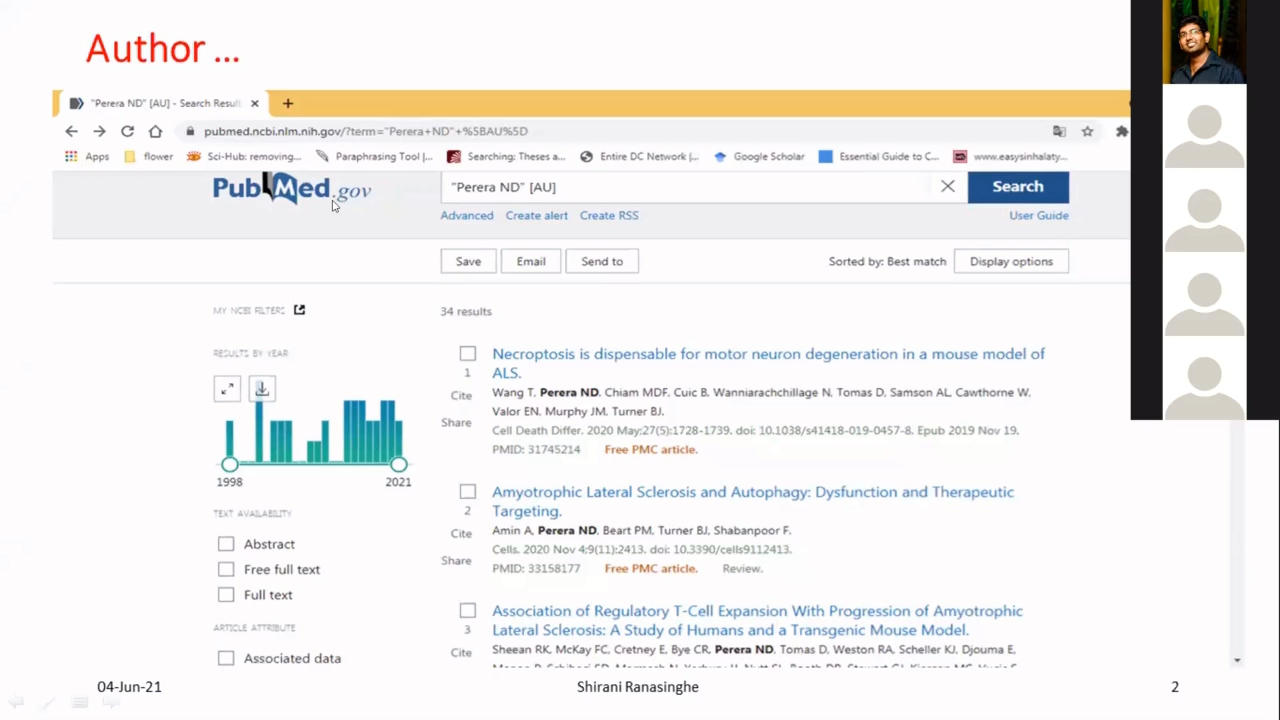 Author ...
"Perera ND" [AU] - Search Resul
pubmed.ncbi.nlm.nih.gov/?term="Perera+ND"+%5BAU%5D
Apps flower Sci-Hub: removing... Paraphrasing Tool |... Searching: Theses a... Entire DC Network |... Google Scholar Essential Guide to C... www.easysinhalaty...
PubMed.gov
"Perera ND" [AU]
Search
Advanced Create alert Create RSS User Guide
Save Email Send to Sorted by: Best match Display options
MY NCBI FILTERS
34 results
RESULTS BY YEAR
1998 2021
TEXT AVAILABILITY
Abstract
Free full text
Full text
ARTICLE ATTRIBUTE
Associated data
Necroptosis is dispensable for motor neuron degeneration in a mouse model of
1 ALS.
Cite Wang T, Perera ND, Chiam MDF, Cuic B, Wanniarachchillage N, Tomas D, Samson AL, Cawthorne W,
Valor EN, Murphy JM, Turner BJ.
Share Cell Death Differ. 2020 May;27(5):1728-1739. doi: 10.1038/s41418-019-0457-8. Epub 2019 Nov 19.
PMID: 31745214 Free PMC article.
Amyotrophic Lateral Sclerosis and Autophagy: Dysfunction and Therapeutic
2 Targeting.
Cite Amin A, Perera ND, Beart PM, Turner BJ, Shabanpoor F.
Cells. 2020 Nov 4;9(11):2413. doi: 10.3390/cells9112413.
Share PMID: 33158177 Free PMC article. Review.
Association of Regulatory T-Cell Expansion With Progression of Amyotrophic
3 Lateral Sclerosis: A Study of Humans and a Transgenic Mouse Model.
Cite Sheean RK, McKay FC, Cretney E, Bye CR, Perera ND, Tomas D, Weston RA, Scheller KJ, Djouma E,
04-Jun-21 Shirani Ranasinghe 2